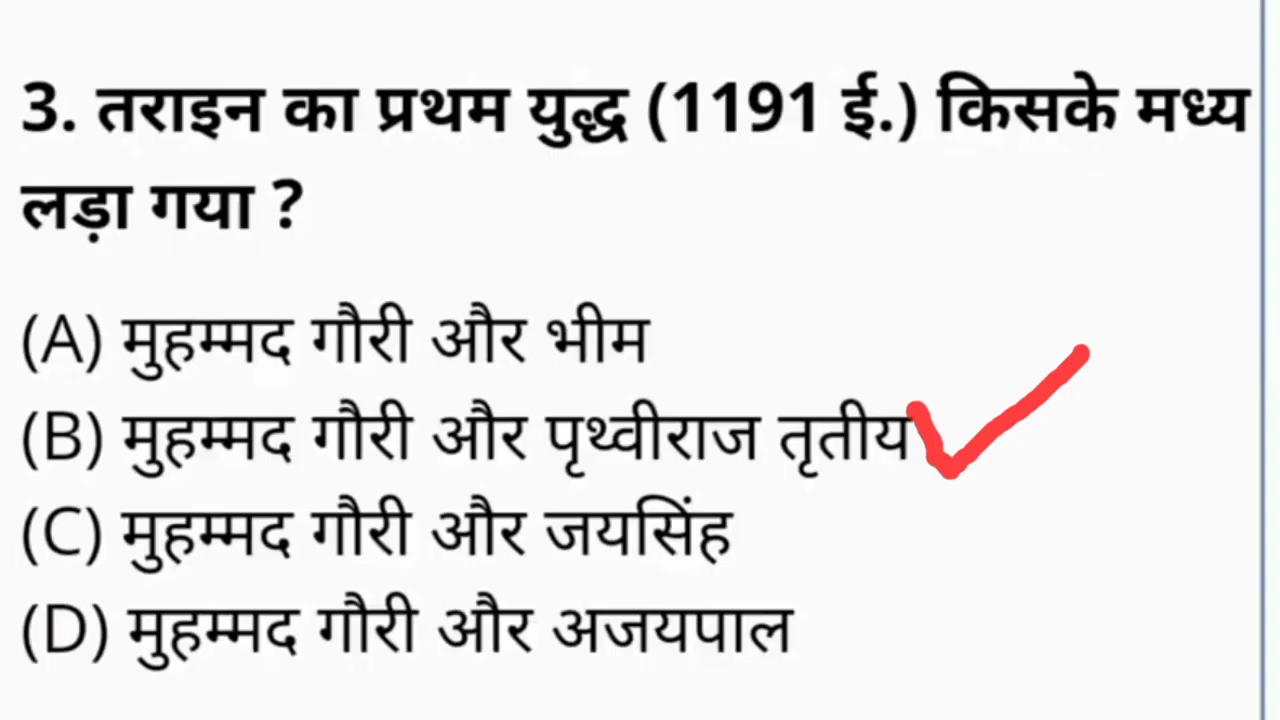 3. तराइन का प्रथम युद्ध (1191 ई.) किसके मध्य
लड़ा गया ?
(A) मुहम्मद गौरी और भीम
(B) मुहम्मद गौरी और पृथ्वीराज तृतीय
(C) मुहम्मद गौरी और जयसिंह
(D) मुहम्मद गौरी और अजयपाल